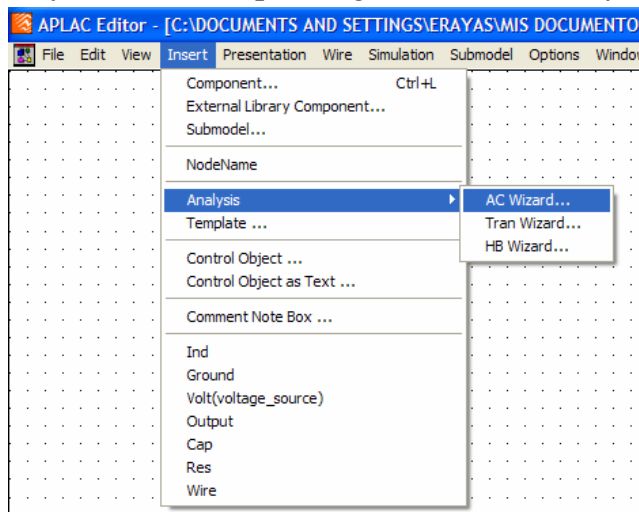 APLAC Editor - [C:\DOCUMENTS AND SETTINGS\ERAYAS\MIS DOCUMENTO
File Edit View Insert Presentation Wire Simulation Submodel Options Window
Component... Ctrl+L
External Library Component...
Submodel...
NodeName
Analysis
AC Wizard...
Tran Wizard...
HB Wizard...
Template ...
Control Object ...
Control Object as Text ...
Comment Note Box ...
Ind
Ground
Volt(voltage_source)
Output
Cap
Res
Wire